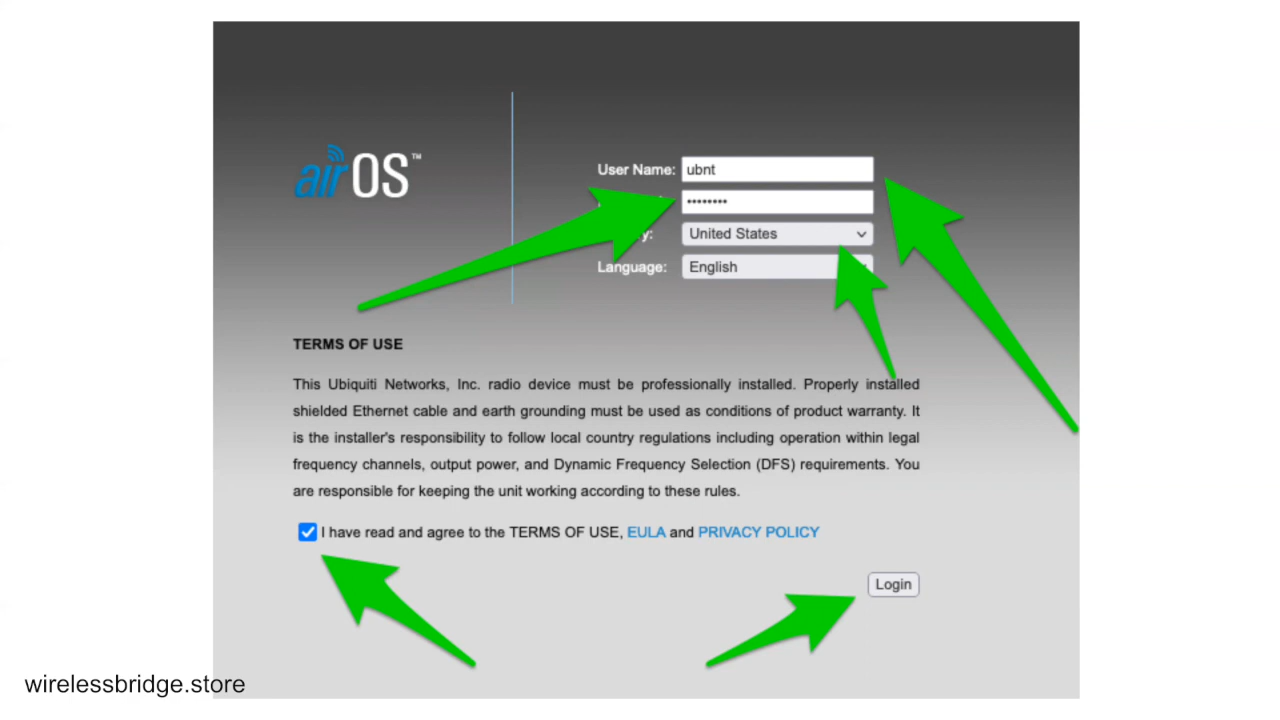 airOS™
User Name: ubnt
••••••••
y: United States
Language: English
TERMS OF USE
This Ubiquiti Networks, Inc. radio device must be professionally installed. Properly installed
shielded Ethernet cable and earth grounding must be used as conditions of product warranty. It
is the installer's responsibility to follow local country regulations including operation within legal
frequency channels, output power, and Dynamic Frequency Selection (DFS) requirements. You
are responsible for keeping the unit working according to these rules.
I have read and agree to the TERMS OF USE, EULA and PRIVACY POLICY
Login
wirelessbridge.store